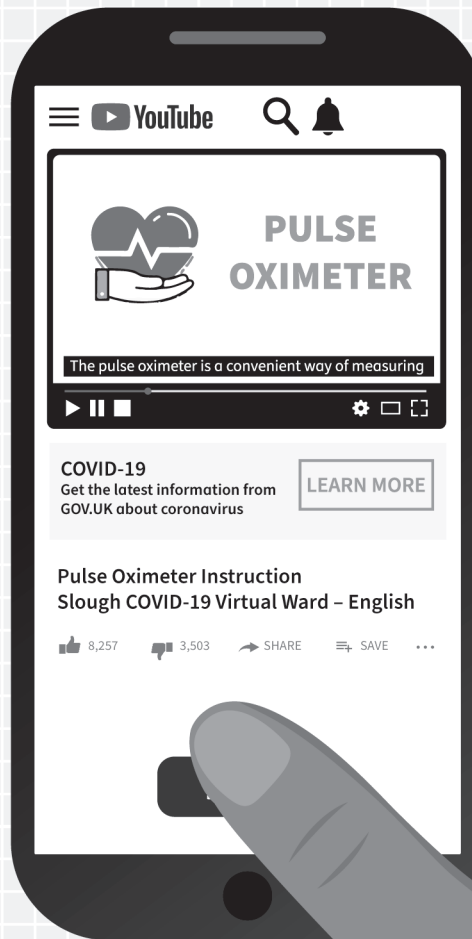 YouTube
PULSE
OXIMETER
The pulse oximeter is a convenient way of measuring
COVID-19
Get the latest information from
GOV.UK about coronavirus
LEARN MORE
Pulse Oximeter Instruction
Slough COVID-19 Virtual Ward – English
8,257 3,503 SHARE SAVE